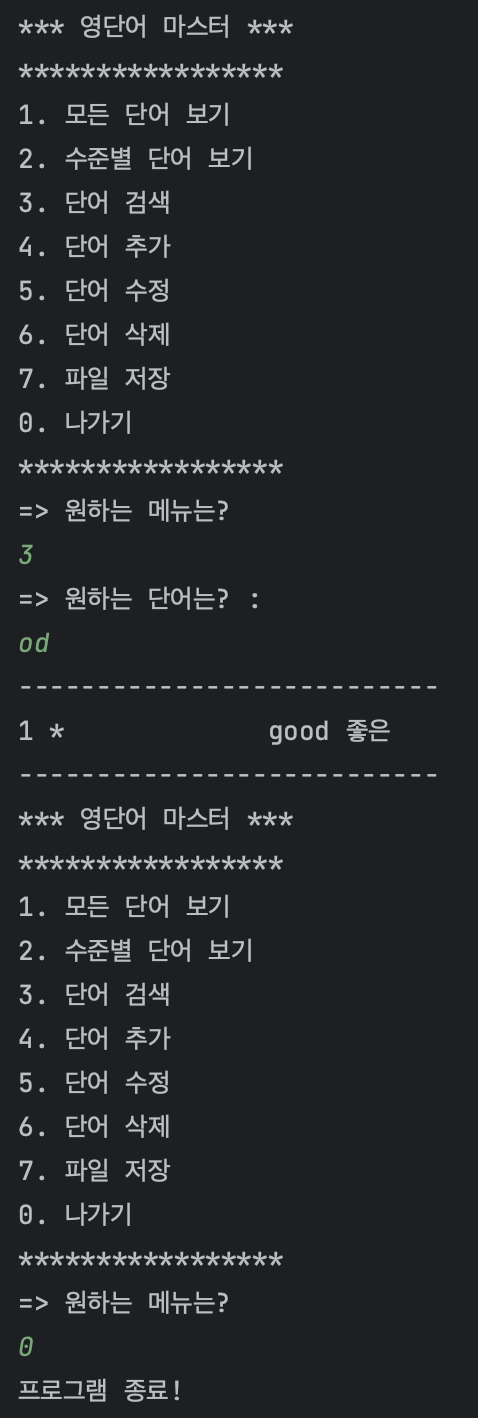 *** 영단어 마스터 ***
*****************
1. 모든 단어 보기
2. 수준별 단어 보기
3. 단어 검색
4. 단어 추가
5. 단어 수정
6. 단어 삭제
7. 파일 저장
0. 나가기
*****************
=> 원하는 메뉴는?
3
=> 원하는 단어는? :
od
---------------------------
1 *             good 좋은
---------------------------
*** 영단어 마스터 ***
*****************
1. 모든 단어 보기
2. 수준별 단어 보기
3. 단어 검색
4. 단어 추가
5. 단어 수정
6. 단어 삭제
7. 파일 저장
0. 나가기
*****************
=> 원하는 메뉴는?
0
프로그램 종료!